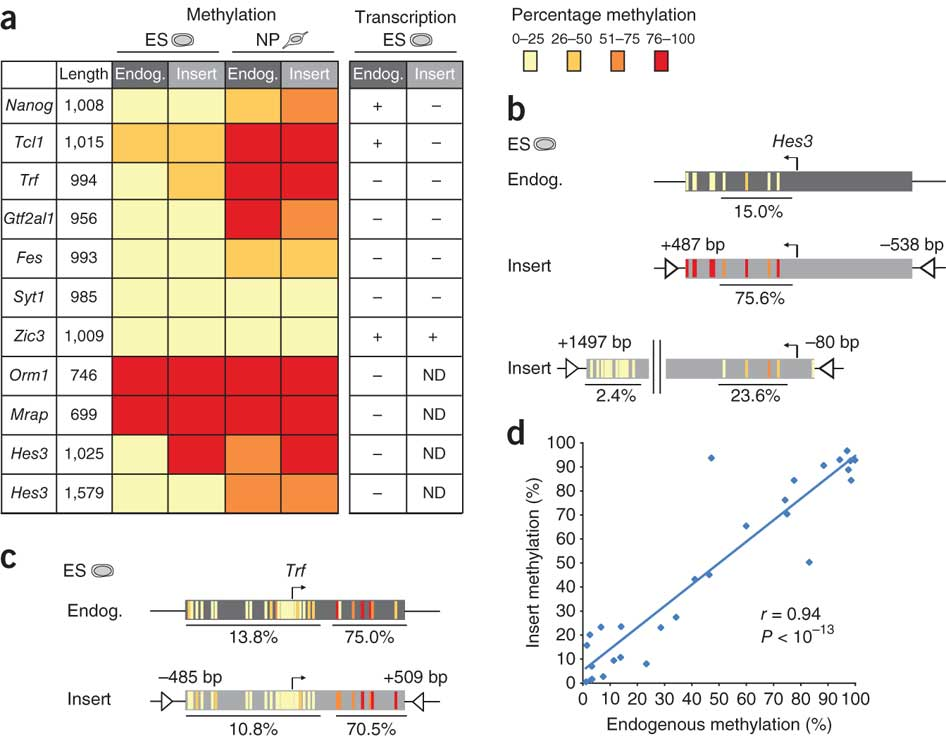 a
Methylation
Transcription
ES
NP
ES
Length
Endog.
Insert
Endog.
Insert
Endog.
Insert
Nanog 1,008 + –
Tcl1 1,015 + –
Trf 994 – –
Gtf2al1 956 – –
Fes 993 – –
Syt1 985 – –
Zic3 1,009 + +
Orm1 746 – ND
Mrap 699 – ND
Hes3 1,025 – ND
Hes3 1,579 – ND
Percentage methylation
0–25 26–50 51–75 76–100
b
ES
Hes3
Endog.
15.0%
+487 bp –538 bp
Insert
75.6%
+1497 bp –80 bp
Insert
2.4% 23.6%
c
ES
Trf
Endog.
13.8% 75.0%
–485 bp +509 bp
Insert
10.8% 70.5%
d
100
90
80
70
60
50
40
30
20
10
0
Insert methylation (%)
r = 0.94
P < 10–13
0 10 20 30 40 50 60 70 80 90 100
Endogenous methylation (%)